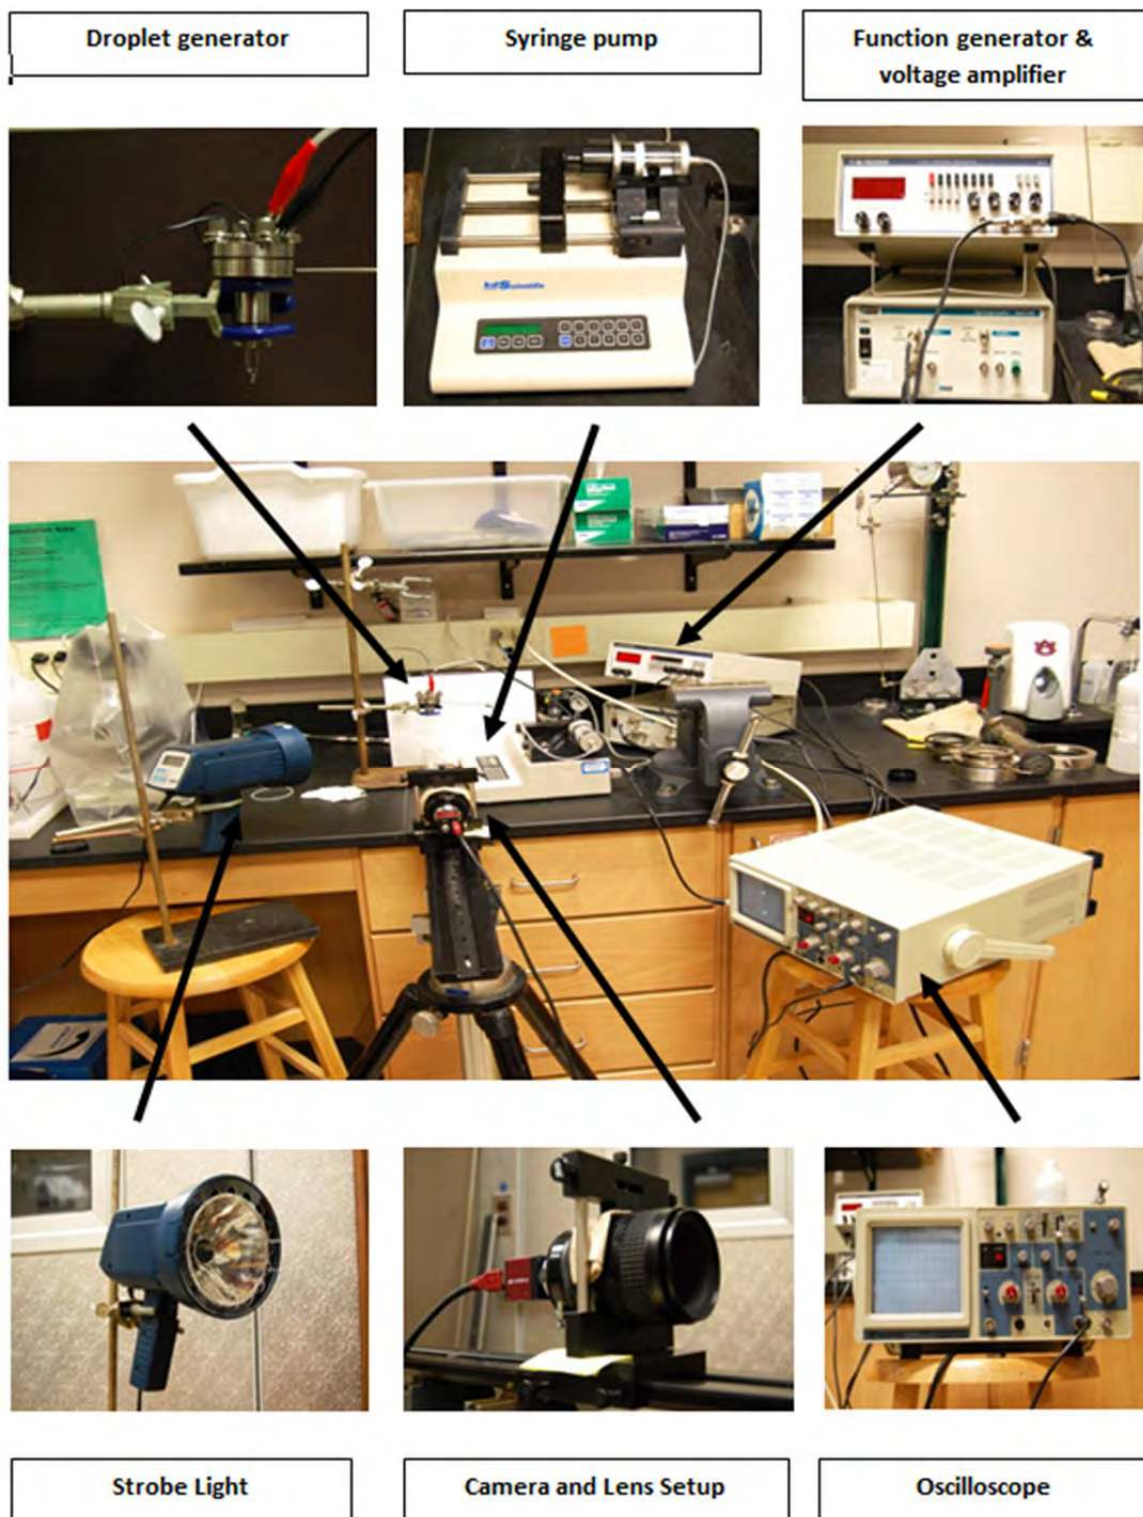 Droplet generator
Syringe pump
Function generator &
voltage amplifier
Strobe Light
Camera and Lens Setup
Oscilloscope